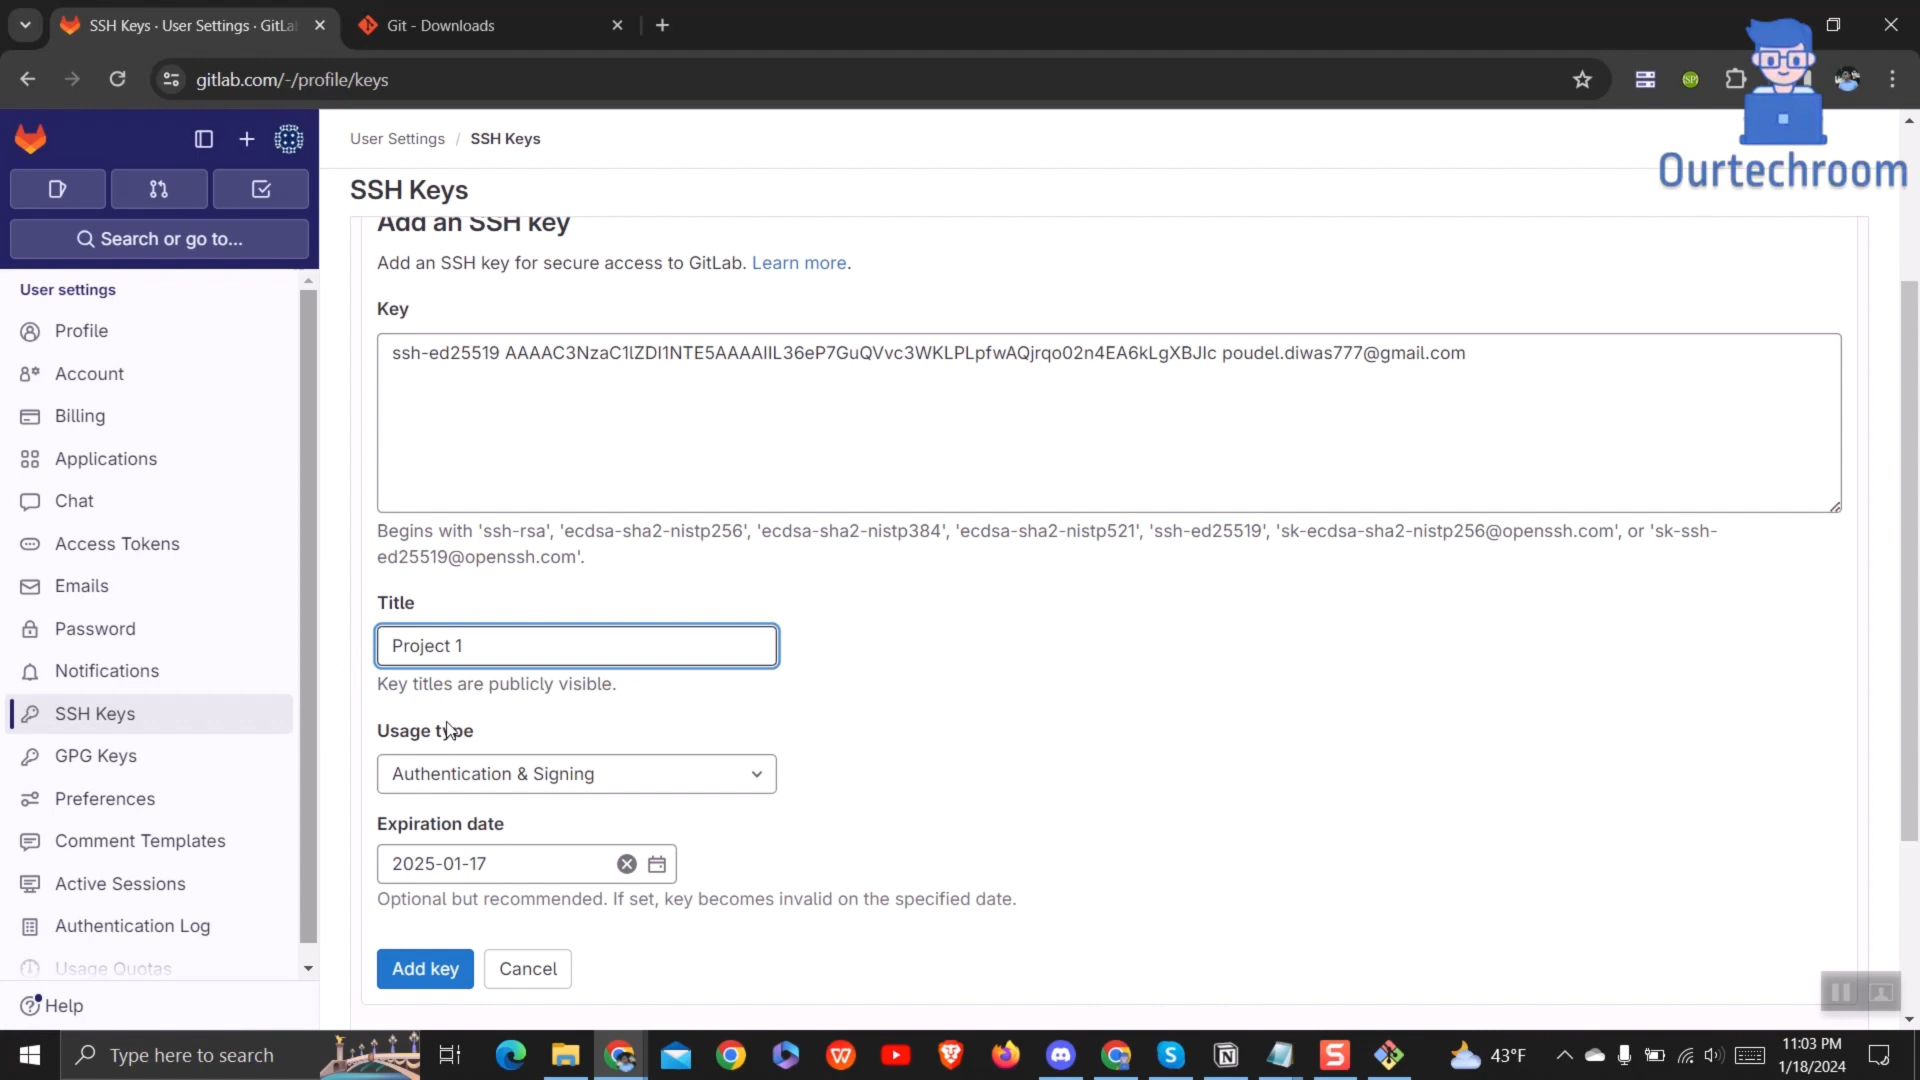 SSH Keys · User Settings · GitLa
Git - Downloads
gitlab.com/-/profile/keys
SP
Ourtechroom
User Settings / SSH Keys
Search or go to...
SSH Keys
Add an SSH key
Add an SSH key for secure access to GitLab. Learn more.
Key
ssh-ed25519 AAAAC3NzaC1lZDI1NTE5AAAAIIL36eP7GuQVvc3WKLPLpfwAQjrqo02n4EA6kLgXBJIc poudel.diwas777@gmail.com
Begins with 'ssh-rsa', 'ecdsa-sha2-nistp256', 'ecdsa-sha2-nistp384', 'ecdsa-sha2-nistp521', 'ssh-ed25519', 'sk-ecdsa-sha2-nistp256@openssh.com', or 'sk-ssh-
ed25519@openssh.com'.
Title
Project 1
Key titles are publicly visible.
Usage type
Authentication & Signing
Expiration date
2025-01-17
Optional but recommended. If set, key becomes invalid on the specified date.
Add key
Cancel
User settings
Profile
Account
Billing
Applications
Chat
Access Tokens
Emails
Password
Notifications
SSH Keys
GPG Keys
Preferences
Comment Templates
Active Sessions
Authentication Log
Usage Quotas
Help
Type here to search
43°F
11:03 PM
1/18/2024